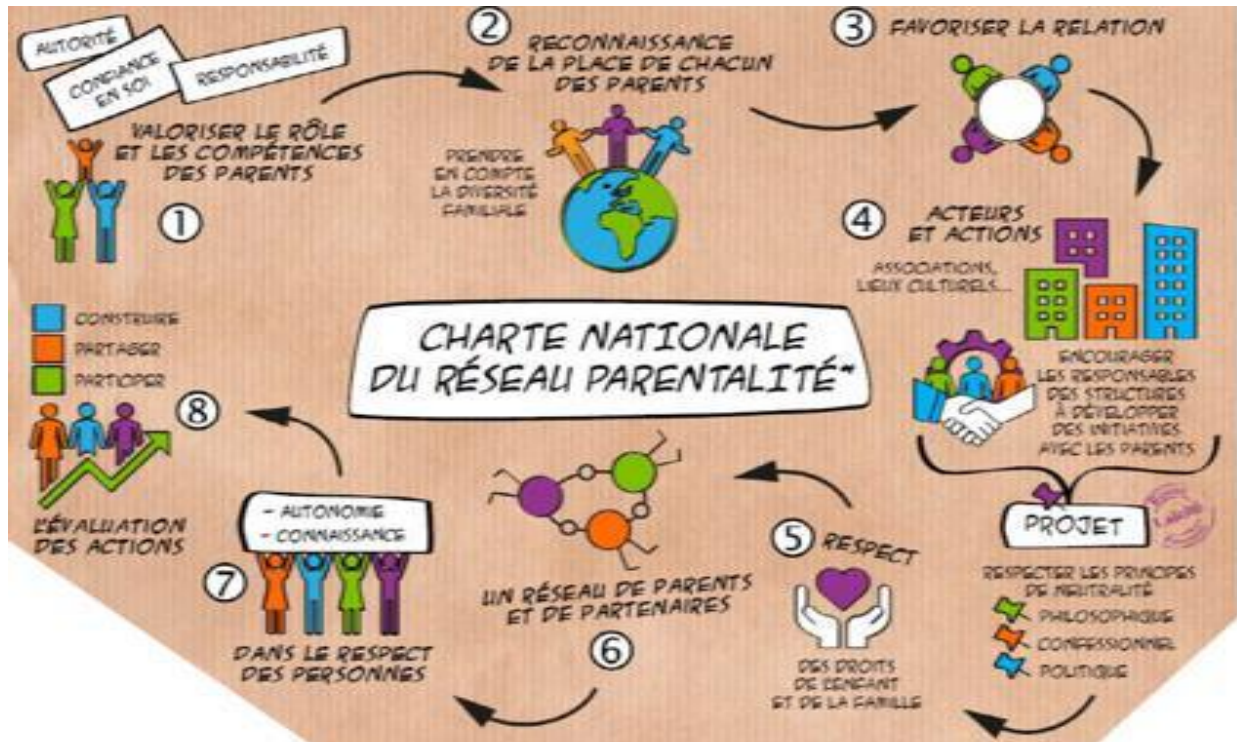 AUTORITÉ
CONFIANCE
EN SOI
RESPONSABILITÉ
VALORISER LE RÔLE
ET LES COMPÉTENCES
DES PARENTS
1
2
RECONNAISSANCE
DE LA PLACE DE CHACUN
DES PARENTS
PRENDRE
EN COMPTE
LA DIVERSITÉ
FAMILIALE
3
FAVORISER LA RELATION
4
ACTEURS
ET ACTIONS
ASSOCIATIONS,
LIEUX CULTURELS...
ENCOURAGER
LES RESPONSABLES
DES STRUCTURES
À DÉVELOPPER
DES INITIATIVES
AVEC LES PARENTS
PROJET
RESPECTER LES PRINCIPES
DE NEUTRALITÉ
PHILOSOPHIQUE
CONFESSIONNEL
POLITIQUE
CHARTE NATIONALE
DU RÉSEAU PARENTALITÉ*
5
RESPECT
DES DROITS
DE L'ENFANT
ET DE LA FAMILLE
UN RÉSEAU DE PARENTS
ET DE PARTENAIRES
6
- AUTONOMIE
- CONNAISSANCE
7
DANS LE RESPECT
DES PERSONNES
CONSTRUIRE
PARTAGER
PARTICIPER
8
L'ÉVALUATION
DES ACTIONS